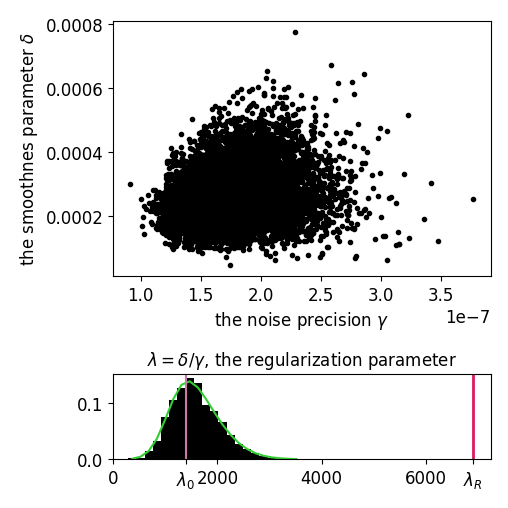 0.0008
0.0006
0.0004
0.0002
the smoothnes parameter δ
1.0 1.5 2.0 2.5 3.0 3.5
1e−7
the noise precision γ
λ = δ/γ, the regularization parameter
0.1
0.0
0 2000 4000 6000
λ₀ λ_R